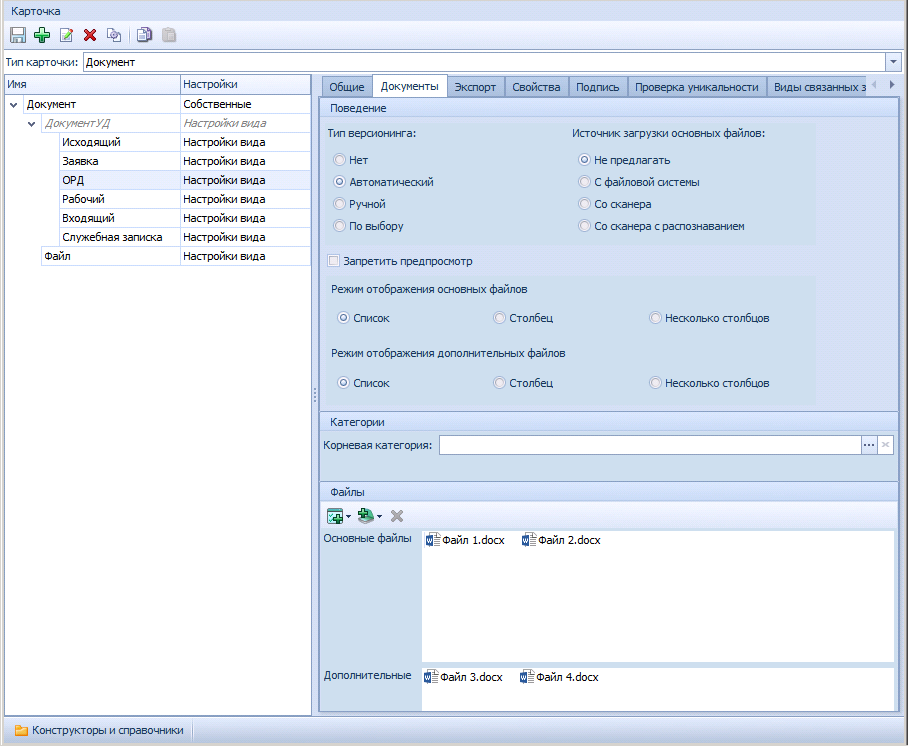 Карточка
Тип карточки: Документ
Имя Настройки
Документ Собственные
ДокументУД Настройки вида
Исходящий Настройки вида
Заявка Настройки вида
ОРД Настройки вида
Рабочий Настройки вида
Входящий Настройки вида
Служебная записка Настройки вида
Файл Настройки вида
Общие Документы Экспорт Свойства Подпись Проверка уникальности Виды связанных з
Поведение
Тип версионинга: Источник загрузки основных файлов:
Нет Не предлагать
Автоматический С файловой системы
Ручной Со сканера
По выбору Со сканера с распознаванием
Запретить предпросмотр
Режим отображения основных файлов
Список Столбец Несколько столбцов
Режим отображения дополнительных файлов
Список Столбец Несколько столбцов
Категории
Корневая категория:
Файлы
Основные файлы Файл 1.docx Файл 2.docx
Дополнительные Файл 3.docx Файл 4.docx
Конструкторы и справочники